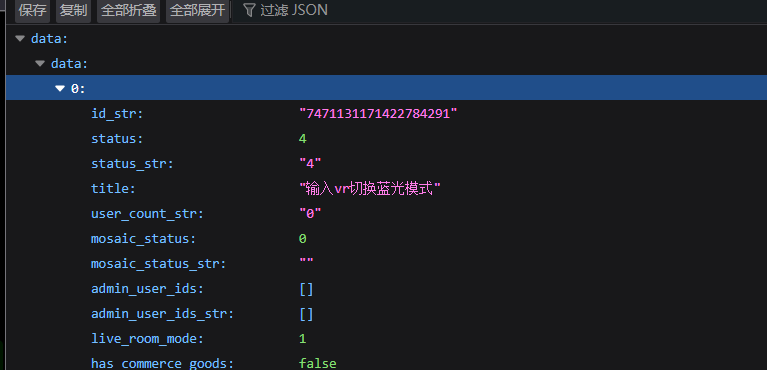 保存 复制 全部折叠 全部展开 过滤 JSON
data:
data:
0:
id_str: "7471131171422784291"
status: 4
status_str: "4"
title: "输入vr切换蓝光模式"
user_count_str: "0"
mosaic_status: 0
mosaic_status_str: ""
admin_user_ids: []
admin_user_ids_str: []
live_room_mode: 1
has_commerce_goods: false